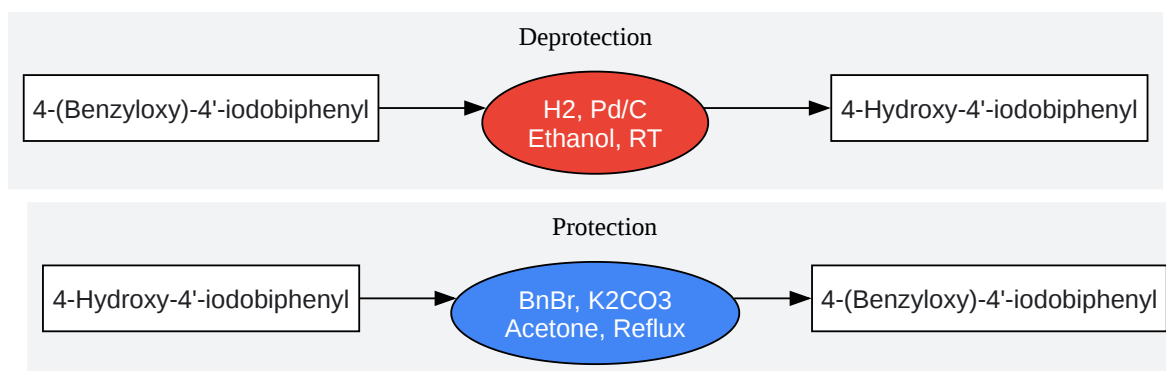 Deprotection
4-(Benzyloxy)-4'-iodobiphenyl
H2, Pd/C
Ethanol, RT
4-Hydroxy-4'-iodobiphenyl
Protection
4-Hydroxy-4'-iodobiphenyl
BnBr, K2CO3
Acetone, Reflux
4-(Benzyloxy)-4'-iodobiphenyl